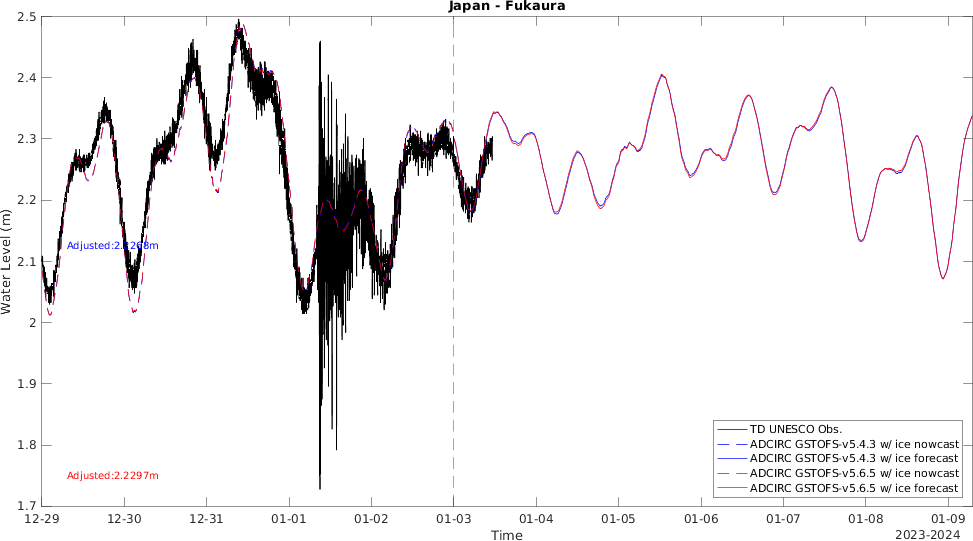 Japan - Fukaura
2.5
2.4
2.3
2.2
2.1
2
1.9
1.8
1.7
Water Level (m)
Adjusted:2.2268m
Adjusted:2.2297m
TD UNESCO Obs.
ADCIRC GSTOFS-v5.4.3 w/ ice nowcast
ADCIRC GSTOFS-v5.4.3 w/ ice forecast
ADCIRC GSTOFS-v5.6.5 w/ ice nowcast
ADCIRC GSTOFS-v5.6.5 w/ ice forecast
12-29 12-30 12-31 01-01 01-02 01-03 01-04 01-05 01-06 01-07 01-08 01-09
Time
2023-2024